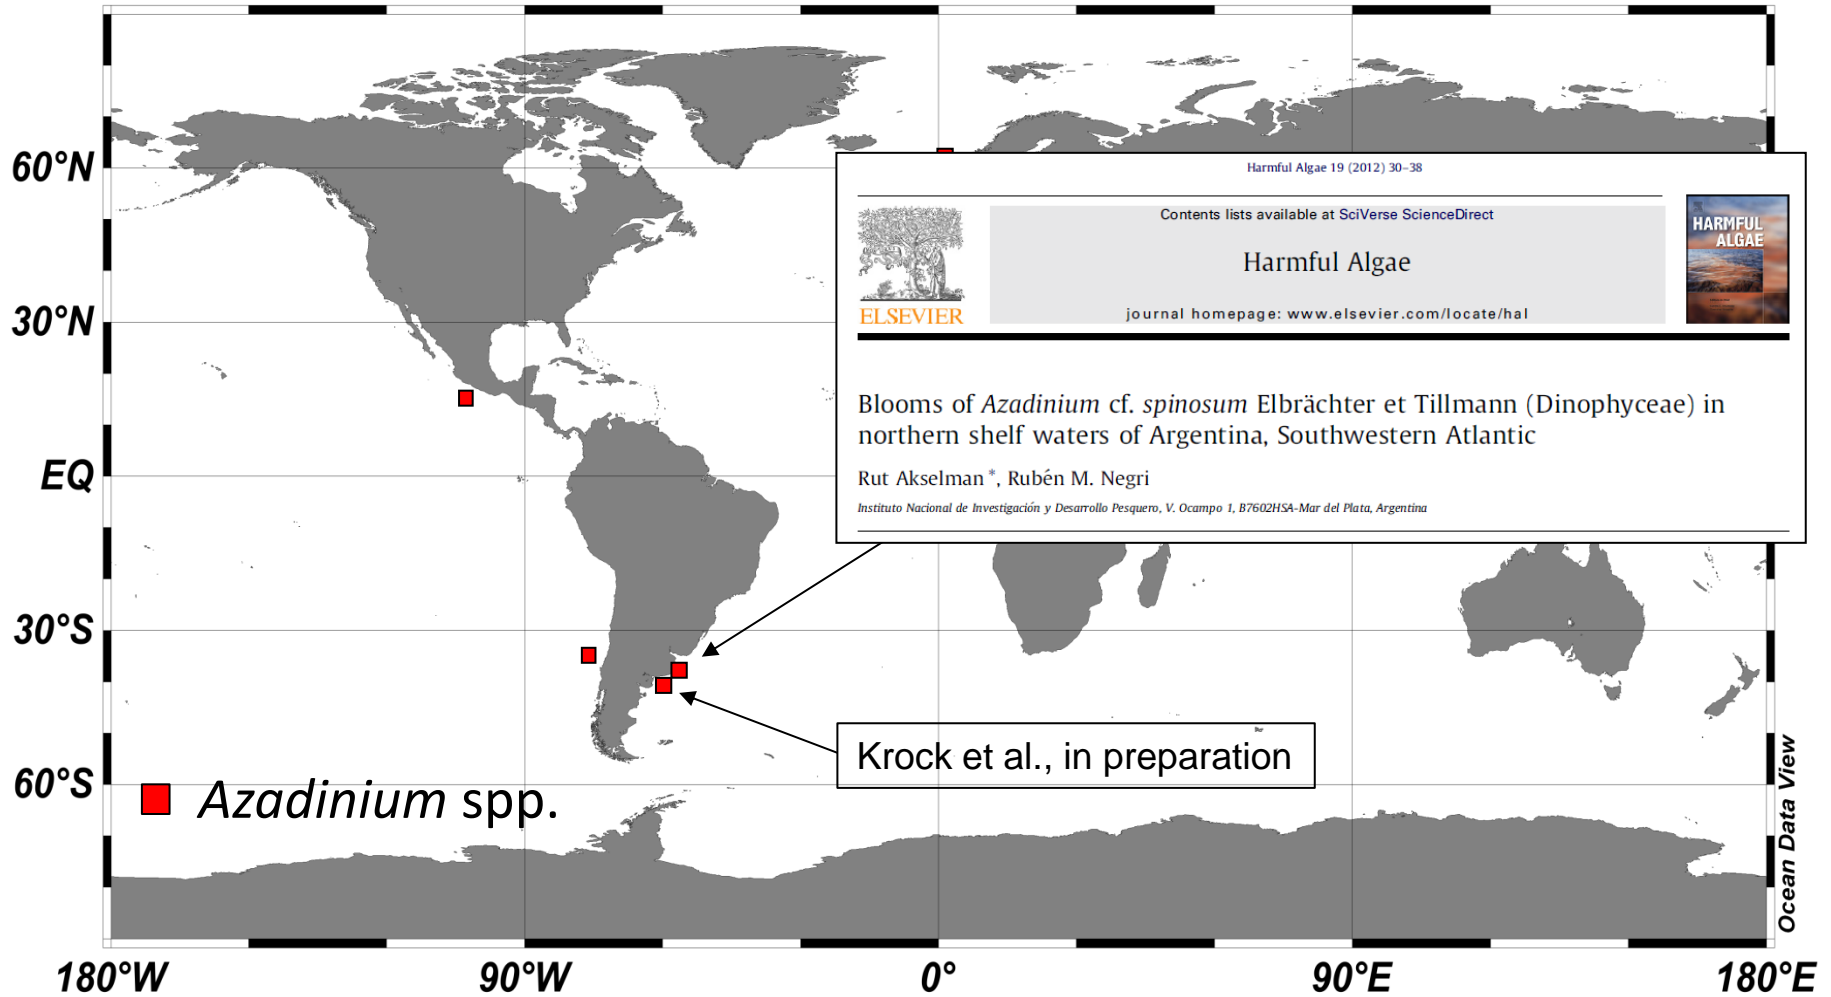 60°N
30°N
EQ
30°S
60°S
180°W
90°W
0°
90°E
180°E
Harmful Algae 19 (2012) 30–38
Contents lists available at SciVerse ScienceDirect
Harmful Algae
journal homepage: www.elsevier.com/locate/hal
ELSEVIER
HARMFUL
ALGAE
Blooms of Azadinium cf. spinosum Elbrächter et Tillmann (Dinophyceae) in
northern shelf waters of Argentina, Southwestern Atlantic
Rut Akselman *, Rubén M. Negri
Instituto Nacional de Investigación y Desarrollo Pesquero, V. Ocampo 1, B7602HSA-Mar del Plata, Argentina
Krock et al., in preparation
Azadinium spp.
Ocean Data View